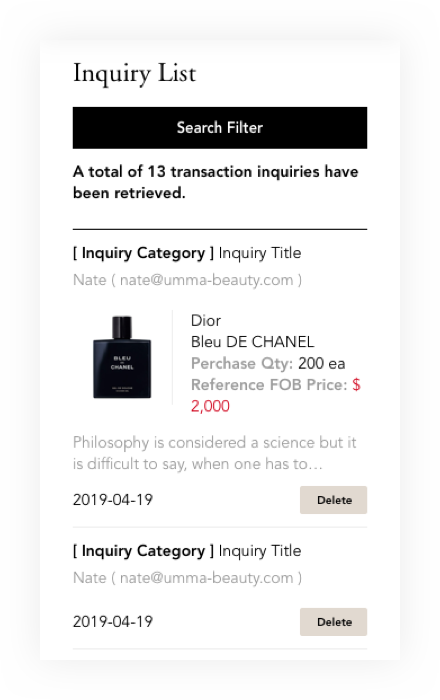 Inquiry List
Search Filter
A total of 13 transaction inquiries have
been retrieved.
[ Inquiry Category ] Inquiry Title
Nate ( nate@umma-beauty.com )
Dior
Bleu DE CHANEL
Perchase Qty: 200 ea
Reference FOB Price: $
2,000
BLEU
DE
CHANEL
Philosophy is considered a science but it
is difficult to say, when one has to...
2019-04-19
Delete
[ Inquiry Category ] Inquiry Title
Nate ( nate@umma-beauty.com )
2019-04-19
Delete